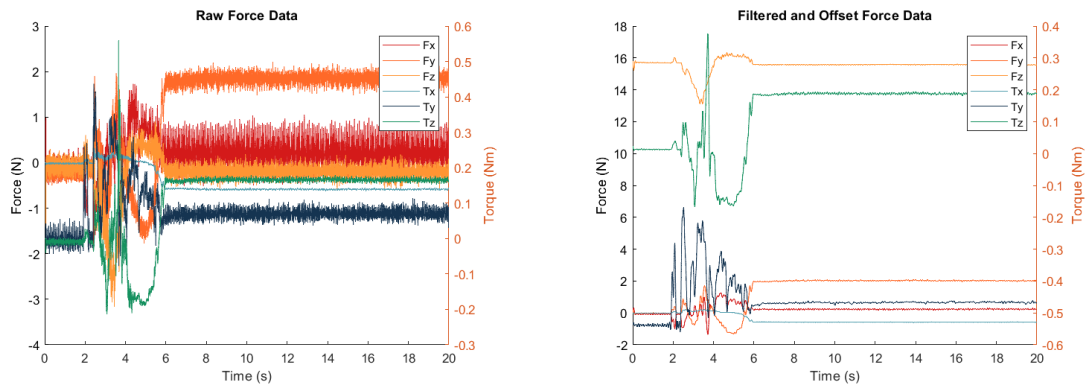 Raw Force Data
Force (N)
3
2
1
0
-1
-2
-3
-4
0 2 4 6 8 10 12 14 16 18 20
Time (s)
0.6
0.5
0.4
0.3
0.2
0.1
0
-0.1
-0.2
-0.3
Torque (Nm)
Fx
Fy
Fz
Tx
Ty
Tz
Filtered and Offset Force Data
Force (N)
18
16
14
12
10
8
6
4
2
0
-2
0 2 4 6 8 10 12 14 16 18 20
Time (s)
0.4
0.3
0.2
0.1
0
-0.1
-0.2
-0.3
-0.4
-0.5
-0.6
Torque (Nm)
Fx
Fy
Fz
Tx
Ty
Tz